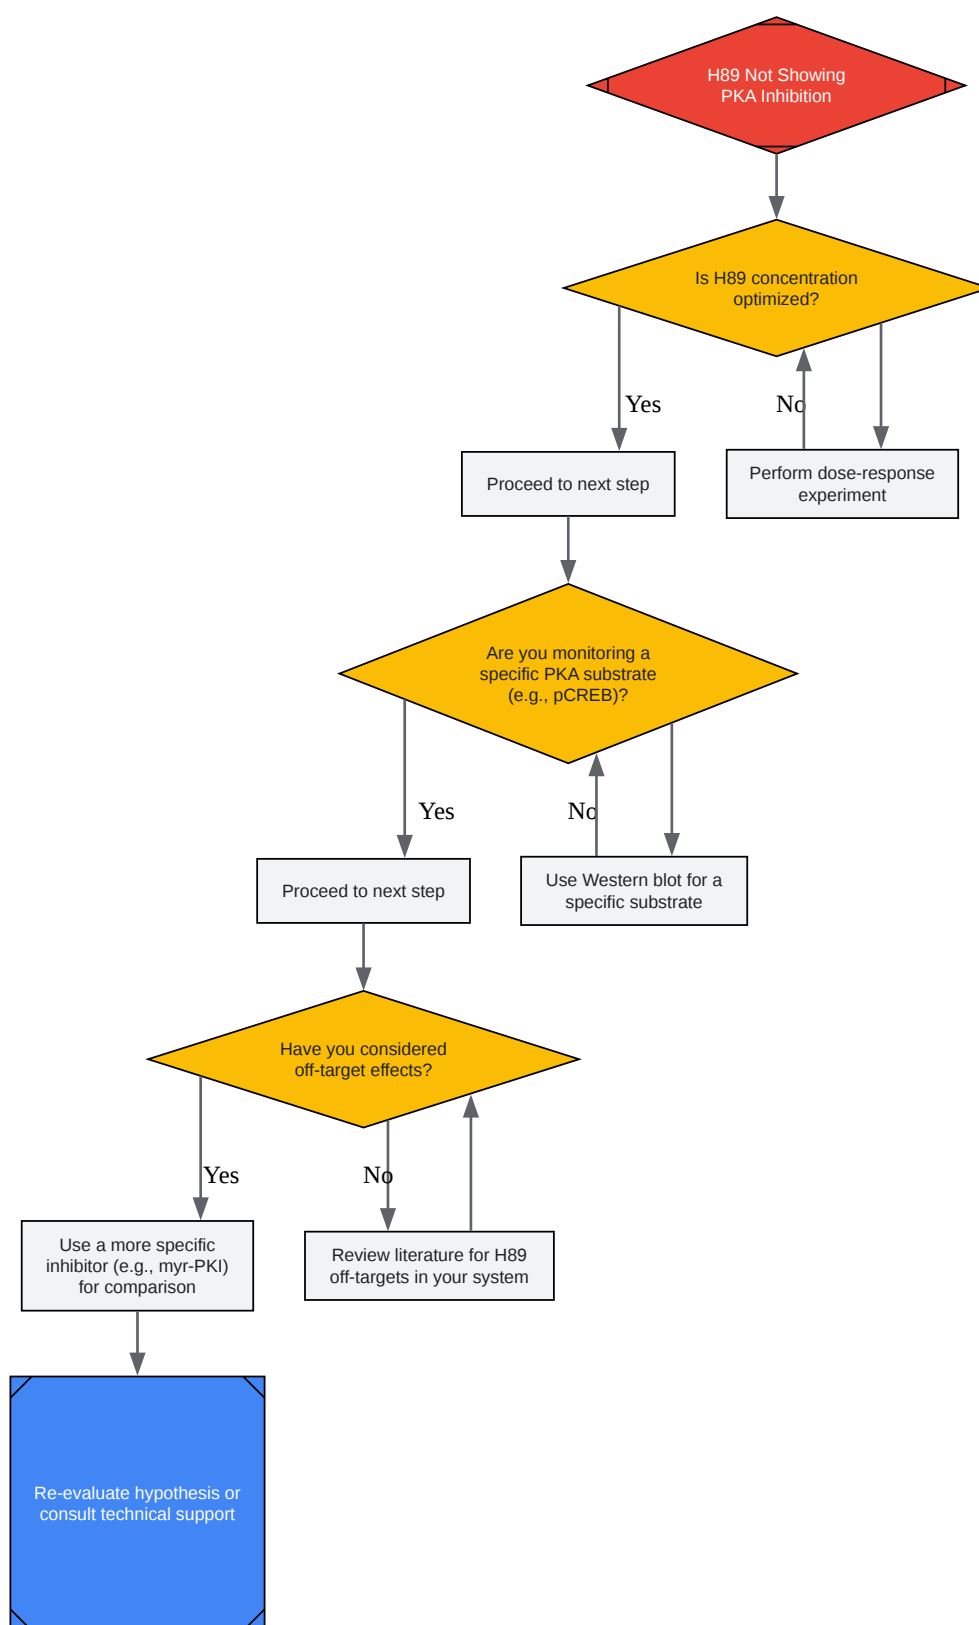 H89 Not Showing
PKA Inhibition
Is H89 concentration
optimized?
Yes
No
Proceed to next step
Perform dose-response
experiment
Are you monitoring a
specific PKA substrate
(e.g., pCREB)?
Yes
No
Proceed to next step
Use Western blot for a
specific substrate
Have you considered
off-target effects?
Yes
No
Use a more specific
inhibitor (e.g., myr-PKI)
for comparison
Review literature for H89
off-targets in your system
Re-evaluate hypothesis or
consult technical support